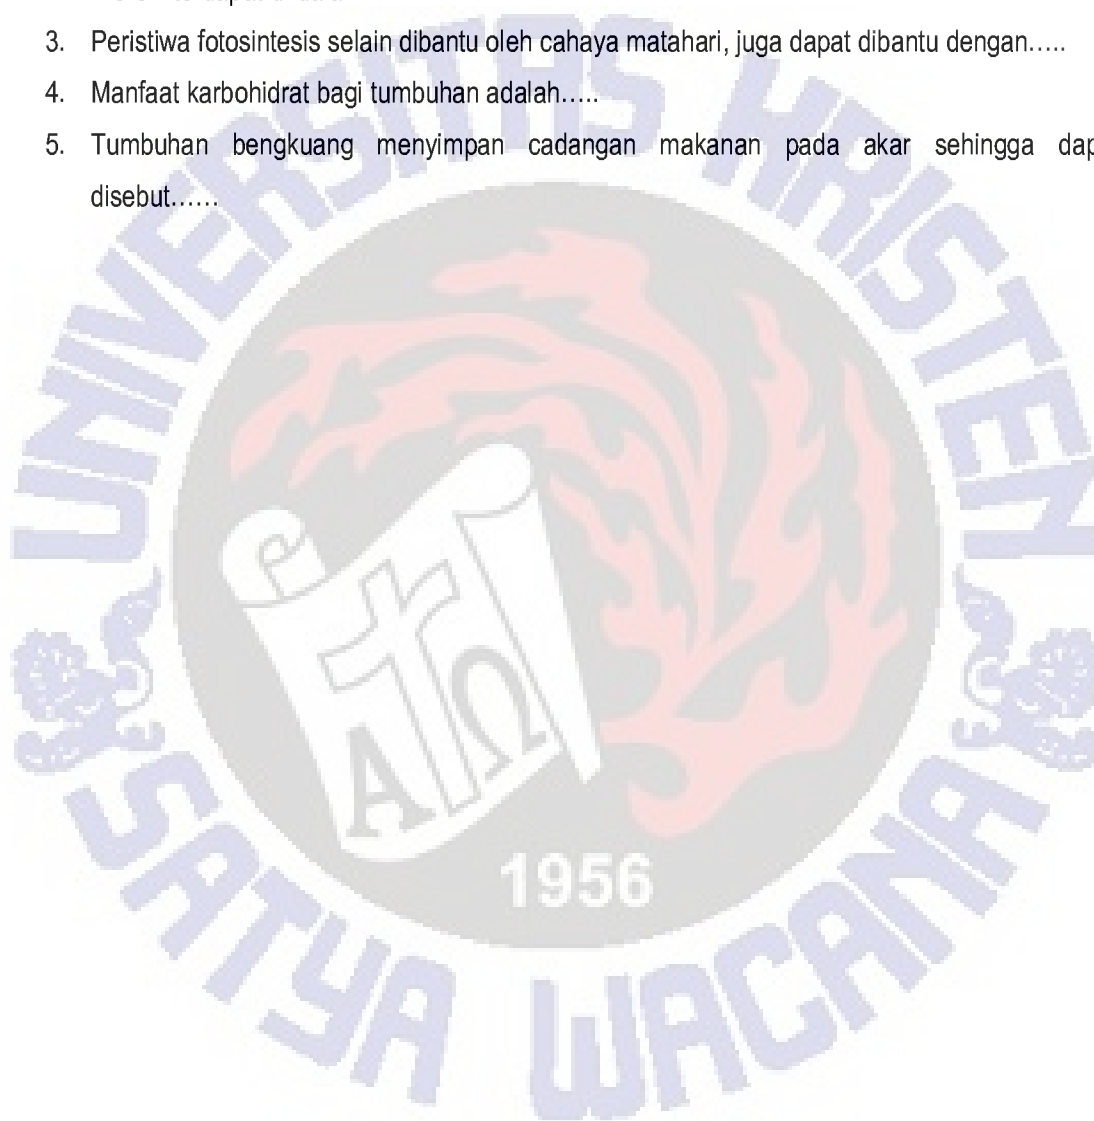 3. Peristiwa fotosintesis selain dibantu oleh cahaya matahari, juga dapat dibantu dengan…..
4. Manfaat karbohidrat bagi tumbuhan adalah…..
5. Tumbuhan bengkuang menyimpan cadangan makanan pada akar sehingga dap
disebut……
UNIVERSITAS KRISTEN
ΑΩ
1956
SATYA WACANA